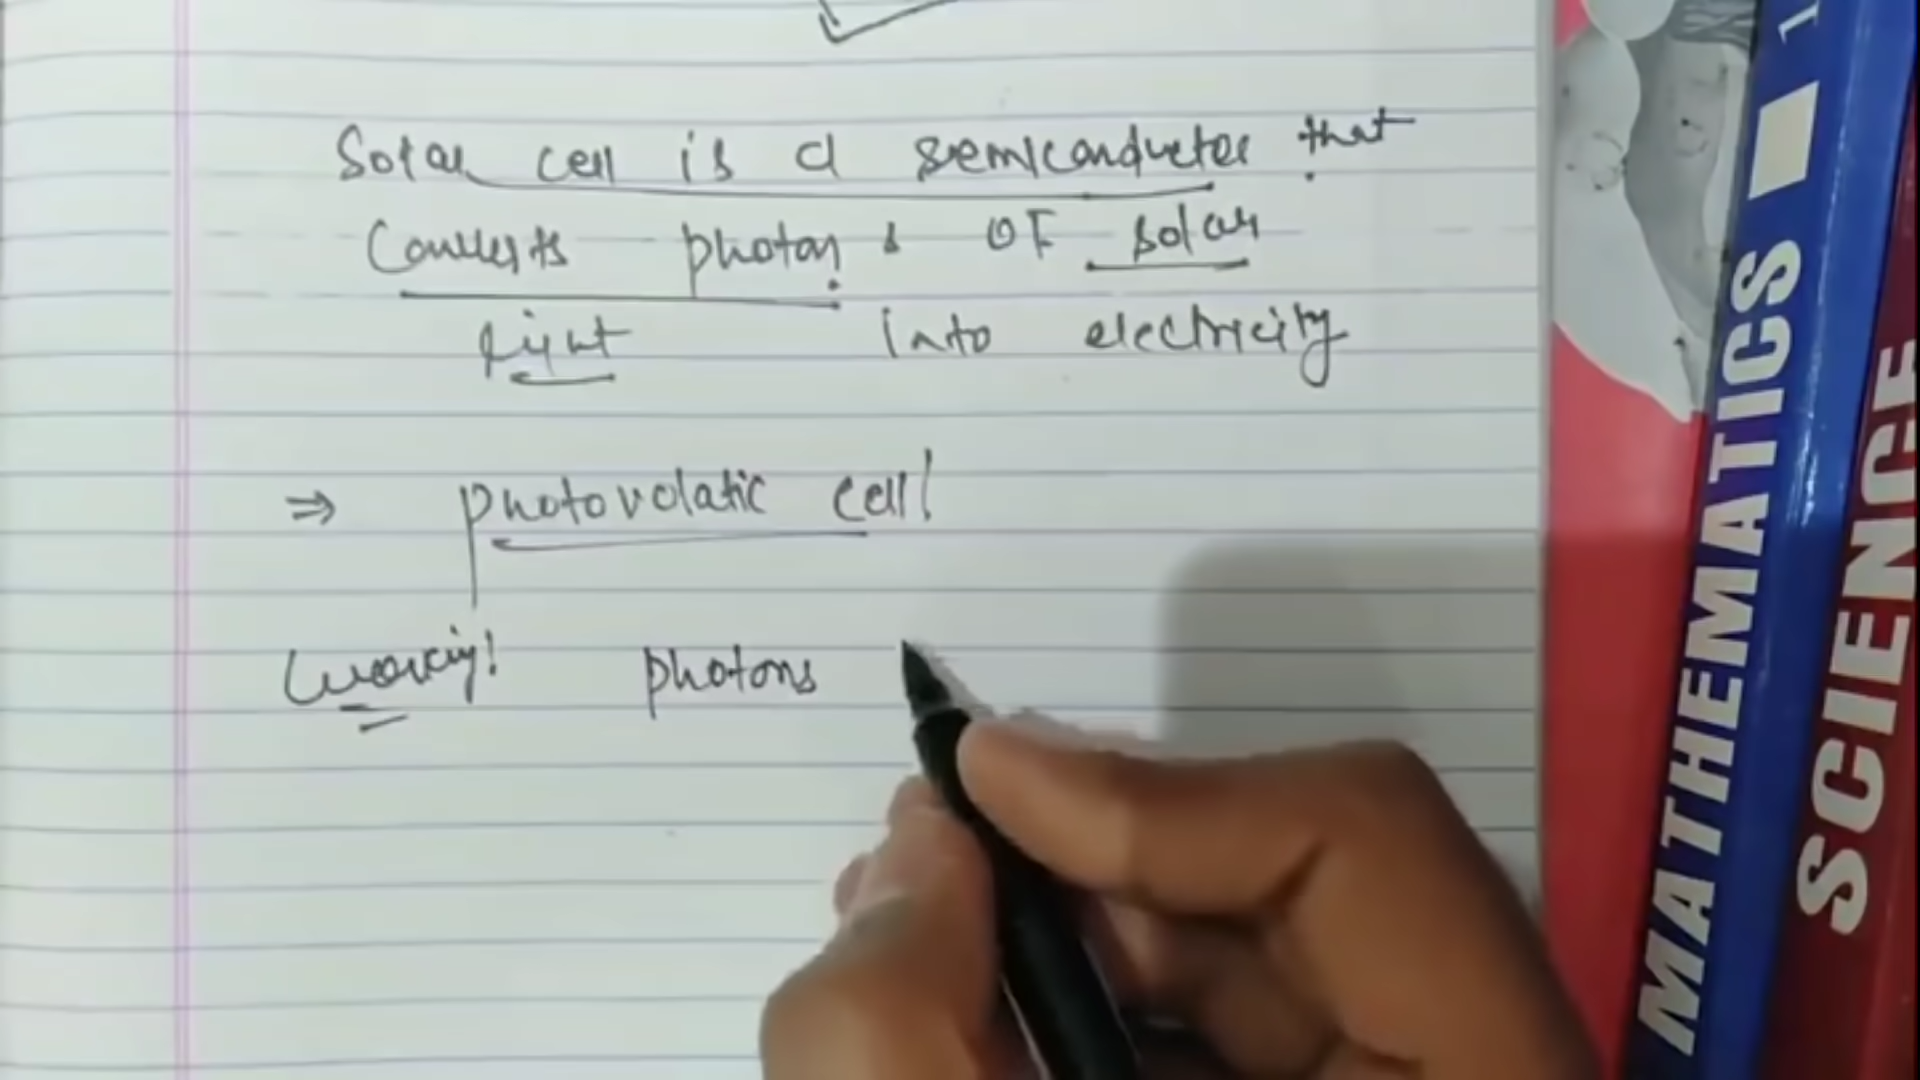 Solar cell is a semiconductor that
Converts photons of solar
light into electricity
⇒ photovolatic cell!
Working! photons
MATHEMATICS
SCIENCE